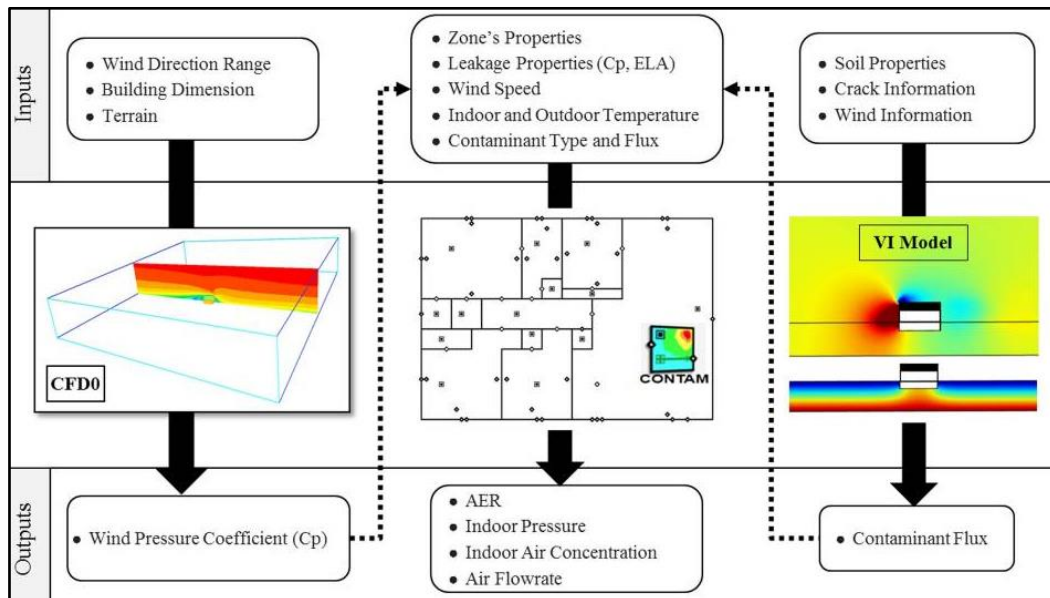 Inputs
• Wind Direction Range
• Building Dimension
• Terrain
• Zone's Properties
• Leakage Properties (Cp, ELA)
• Wind Speed
• Indoor and Outdoor Temperature
• Contaminant Type and Flux
• Soil Properties
• Crack Information
• Wind Information
CFD0
CONTAM
VI Model
Outputs
• Wind Pressure Coefficient (Cp)
• AER
• Indoor Pressure
• Indoor Air Concentration
• Air Flowrate
• Contaminant Flux